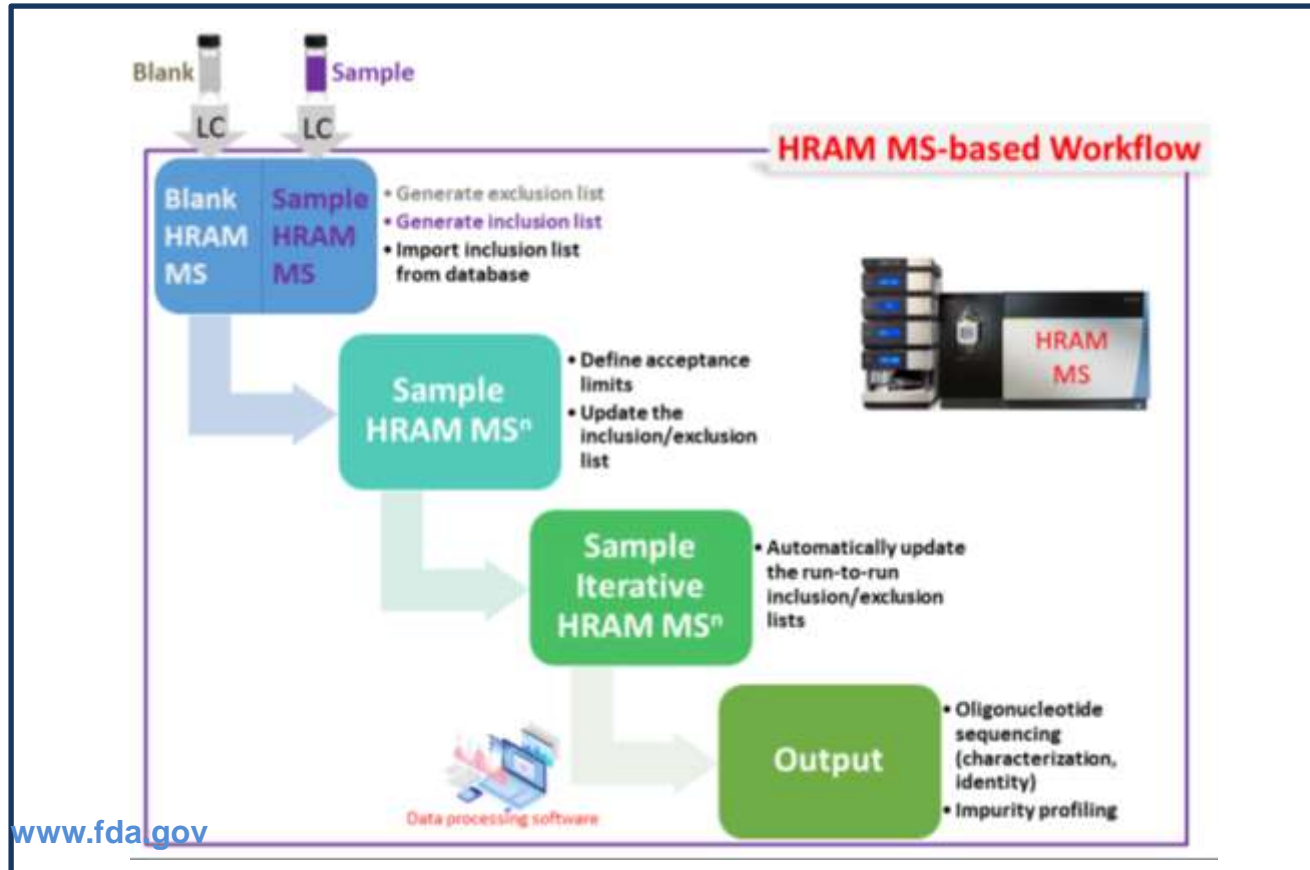 Blank
Sample
LC
LC
HRAM MS-based Workflow
Blank
HRAM
MS
Sample
HRAM
MS
• Generate exclusion list
• Generate inclusion list
• Import inclusion list
from database
HRAM
MS
Sample
HRAM MSⁿ
• Define acceptance
limits
• Update the
inclusion/exclusion
list
Sample
Iterative
HRAM MSⁿ
• Automatically update
the run-to-run
inclusion/exclusion
lists
Output
• Oligonucleotide
sequencing
(characterization,
identity)
• Impurity profiling
Data processing software
www.fda.gov